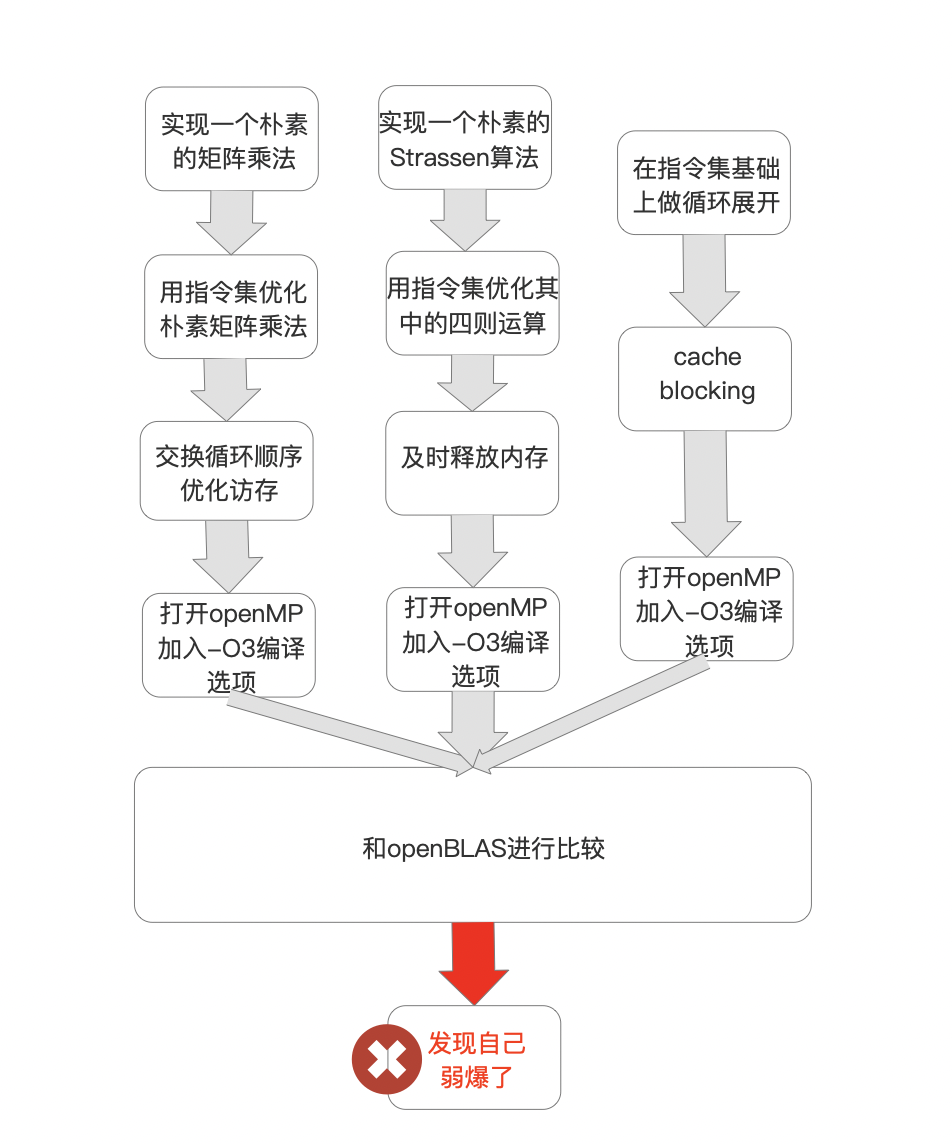 实现一个朴素
的矩阵乘法
用指令集优化
朴素矩阵乘法
交换循环顺序
优化访存
打开openMP
加入-O3编译
选项
实现一个朴素的
Strassen算法
用指令集优化其
中的四则运算
及时释放内存
打开openMP
加入-O3编译
选项
在指令集基础
上做循环展开
cache
blocking
打开openMP
加入-O3编译
选项
和openBLAS进行比较
发现自己
弱爆了